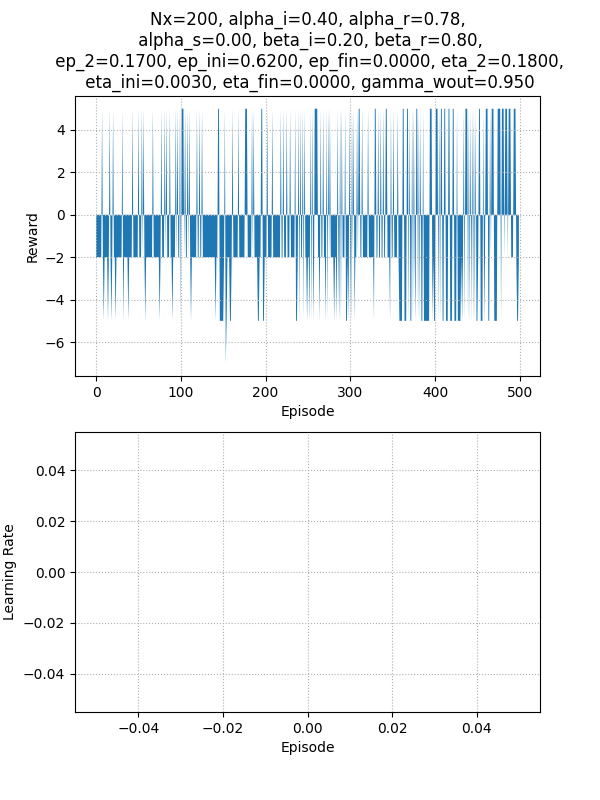 Nx=200, alpha_i=0.40, alpha_r=0.78,
alpha_s=0.00, beta_i=0.20, beta_r=0.80,
ep_2=0.1700, ep_ini=0.6200, ep_fin=0.0000, eta_2=0.1800,
eta_ini=0.0030, eta_fin=0.0000, gamma_wout=0.950
4
2
0
−2
−4
−6
Reward
0 100 200 300 400 500
Episode
0.04
0.02
0.00
−0.02
−0.04
Learning Rate
−0.04 −0.02 0.00 0.02 0.04
Episode